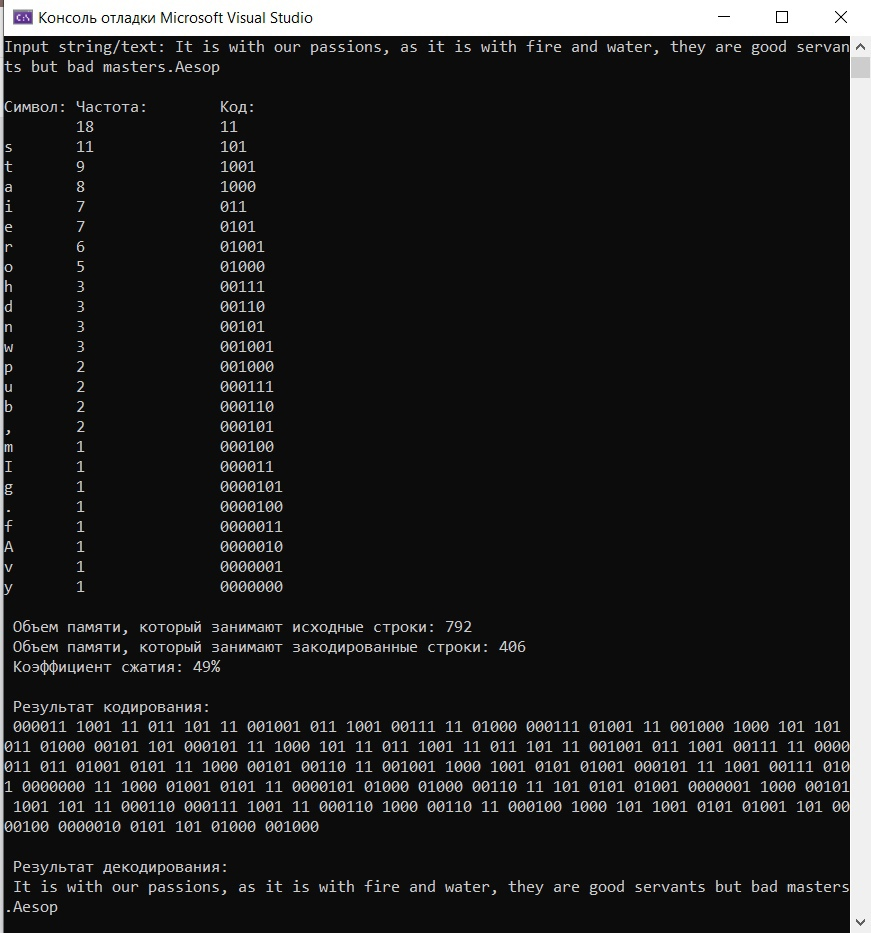 Консоль отладки Microsoft Visual Studio
Input string/text: It is with our passions, as it is with fire and water, they are good servan
ts but bad masters.Aesop
Символ: Частота: Код:
18 11
s 11 101
t 9 1001
a 8 1000
i 7 011
e 7 0101
r 6 01001
o 5 01000
h 3 00111
d 3 00110
n 3 00101
w 3 001001
p 2 001000
u 2 000111
b 2 000110
, 2 000101
m 1 000100
I 1 000011
g 1 0000101
. 1 0000100
f 1 0000011
A 1 0000010
v 1 0000001
y 1 0000000
Объем памяти, который занимают исходные строки: 792
Объем памяти, который занимают закодированные строки: 406
Коэффициент сжатия: 49%
Результат кодирования:
000011 1001 11 011 101 11 001001 011 1001 00111 11 01000 000111 01001 11 001000 1000 101 101
011 01000 00101 101 000101 11 1000 101 11 011 1001 11 011 101 11 001001 011 1001 00111 11 0000
011 011 01001 0101 11 1000 00101 00110 11 001001 1000 1001 0101 01001 000101 11 1001 00111 010
1 0000000 11 1000 01001 0101 11 0000101 01000 01000 00110 11 101 0101 01001 0000001 1000 00101
1001 101 11 000110 000111 1001 11 000110 1000 00110 11 000100 1000 101 1001 0101 01001 101 00
00100 0000010 0101 101 01000 001000
Результат декодирования:
It is with our passions, as it is with fire and water, they are good servants but bad masters
.Aesop